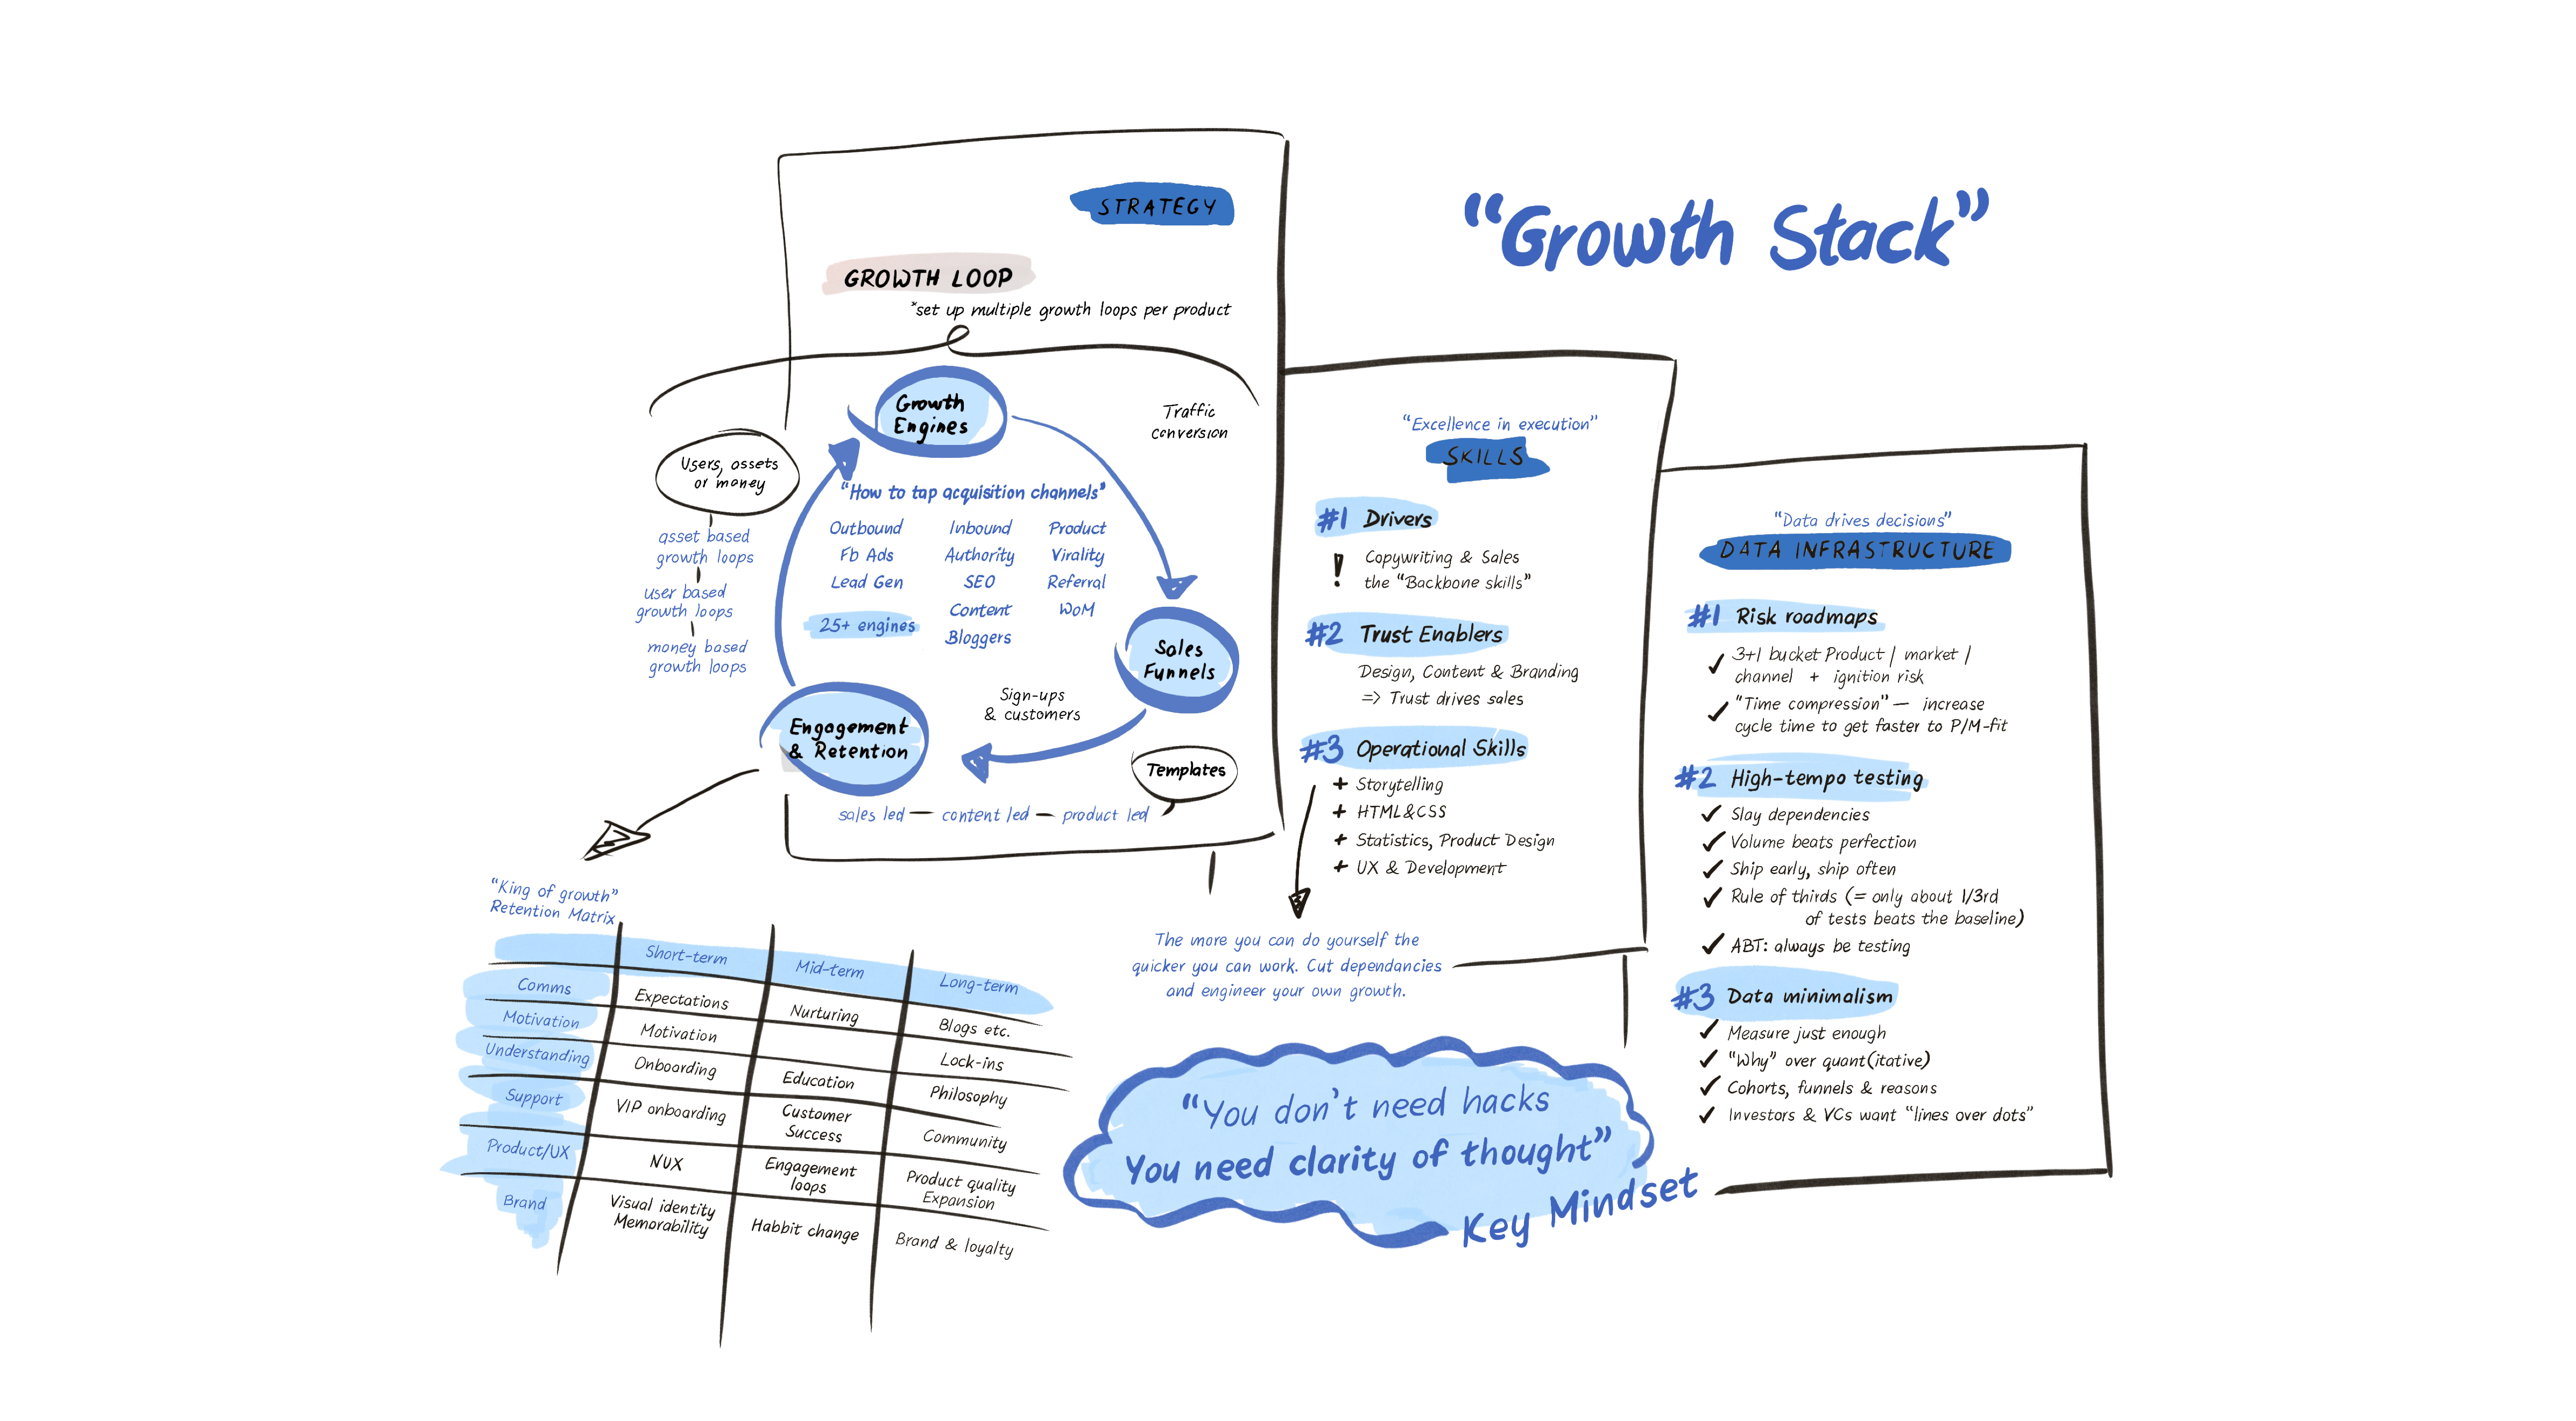 “Growth Stack”
STRATEGY
GROWTH LOOP
*set up multiple growth loops per product
Growth
Engines
Traffic
conversion
Users, assets
or money
asset based
growth loops
user based
growth loops
money based
growth loops
“How to tap acquisition channels”
Outbound
Fb Ads
Lead Gen
25+ engines
Inbound
Authority
SEO
Content
Bloggers
Product
Virality
Referral
WoM
Sales
Funnels
Sign-ups
& customers
Engagement
& Retention
Templates
sales led — content led — product led
“King of growth”
Retention Matrix
Short-term Mid-term Long-term
Comms Expectations Nurturing Blogs etc.
Motivation Motivation Lock-ins
Understanding Onboarding Education Philosophy
Support VIP onboarding Customer Success Community
Product/UX NUX Engagement loops Product quality Expansion
Brand Visual identity Memorability Habbit change Brand & loyalty
“Excellence in execution”
SKILLS
#1 Drivers
! Copywriting & Sales
the “Backbone skills”
#2 Trust Enablers
Design, Content & Branding
=> Trust drives sales
#3 Operational Skills
+ Storytelling
+ HTML&CSS
+ Statistics, Product Design
+ UX & Development
The more you can do yourself the
quicker you can work. Cut dependancies
and engineer your own growth.
“Data drives decisions”
DATA INFRASTRUCTURE
#1 Risk roadmaps
✓ 3+1 bucket Product / market /
channel + ignition risk
✓ “Time compression” — increase
cycle time to get faster to P/M-fit
#2 High-tempo testing
✓ Slay dependencies
✓ Volume beats perfection
✓ Ship early, ship often
✓ Rule of thirds (= only about 1/3rd
of tests beats the baseline)
✓ ABT: always be testing
#3 Data minimalism
✓ Measure just enough
✓ “Why” over quant(itative)
✓ Cohorts, funnels & reasons
✓ Investors & VCs want “lines over dots”
“You don’t need hacks
You need clarity of thought”
Key Mindset